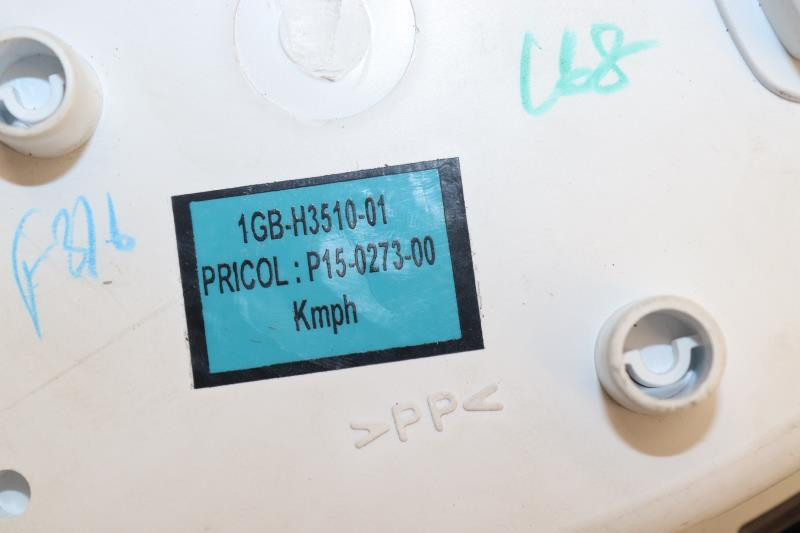 1GB-H3510-01
PRICOL : P15-0273-00
Kmph
>PP<